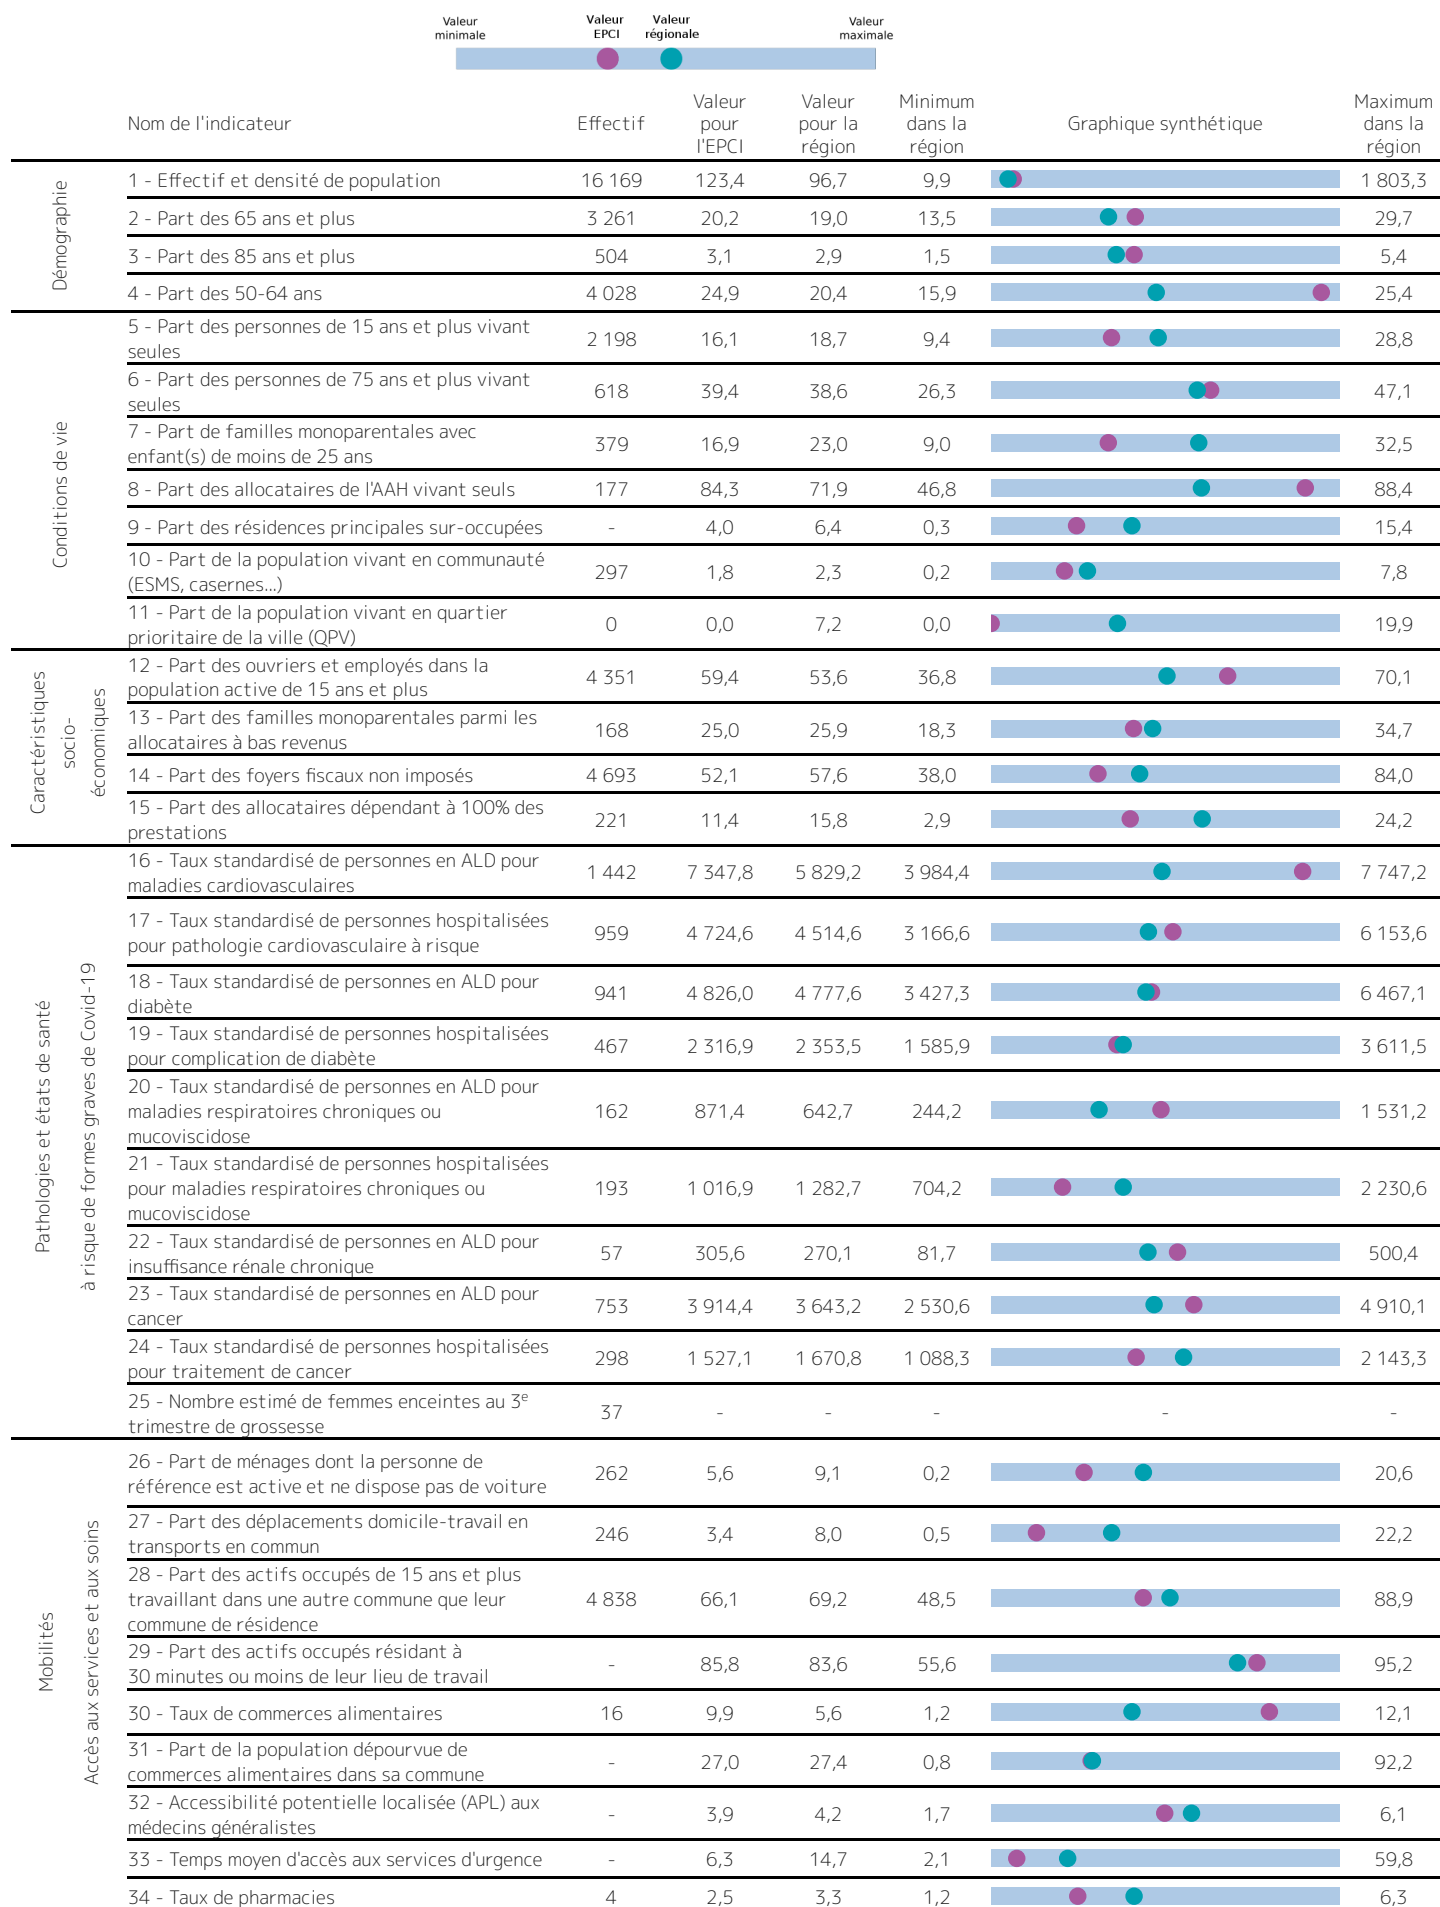 Valeur minimale
Valeur EPCI
Valeur régionale
Valeur maximale
Nom de l'indicateur
Effectif
Valeur pour l'EPCI
Valeur pour la région
Minimum dans la région
Graphique synthétique
Maximum dans la région
Démographie
1 - Effectif et densité de population 16 169 123,4 96,7 9,9 1 803,3
2 - Part des 65 ans et plus 3 261 20,2 19,0 13,5 29,7
3 - Part des 85 ans et plus 504 3,1 2,9 1,5 5,4
4 - Part des 50-64 ans 4 028 24,9 20,4 15,9 25,4
Conditions de vie
5 - Part des personnes de 15 ans et plus vivant
seules 2 198 16,1 18,7 9,4 28,8
6 - Part des personnes de 75 ans et plus vivant
seules 618 39,4 38,6 26,3 47,1
7 - Part de familles monoparentales avec
enfant(s) de moins de 25 ans 379 16,9 23,0 9,0 32,5
8 - Part des allocataires de l'AAH vivant seuls 177 84,3 71,9 46,8 88,4
9 - Part des résidences principales sur-occupées - 4,0 6,4 0,3 15,4
10 - Part de la population vivant en communauté
(ESMS, casernes...) 297 1,8 2,3 0,2 7,8
11 - Part de la population vivant en quartier
prioritaire de la ville (QPV) 0 0,0 7,2 0,0 19,9
Caractéristiques
socio-
économiques
12 - Part des ouvriers et employés dans la
population active de 15 ans et plus 4 351 59,4 53,6 36,8 70,1
13 - Part des familles monoparentales parmi les
allocataires à bas revenus 168 25,0 25,9 18,3 34,7
14 - Part des foyers fiscaux non imposés 4 693 52,1 57,6 38,0 84,0
15 - Part des allocataires dépendant à 100% des
prestations 221 11,4 15,8 2,9 24,2
Pathologies et états de santé
à risque de formes graves de Covid-19
16 - Taux standardisé de personnes en ALD pour
maladies cardiovasculaires 1 442 7 347,8 5 829,2 3 984,4 7 747,2
17 - Taux standardisé de personnes hospitalisées
pour pathologie cardiovasculaire à risque 959 4 724,6 4 514,6 3 166,6 6 153,6
18 - Taux standardisé de personnes en ALD pour
diabète 941 4 826,0 4 777,6 3 427,3 6 467,1
19 - Taux standardisé de personnes hospitalisées
pour complication de diabète 467 2 316,9 2 353,5 1 585,9 3 611,5
20 - Taux standardisé de personnes en ALD pour
maladies respiratoires chroniques ou
mucoviscidose 162 871,4 642,7 244,2 1 531,2
21 - Taux standardisé de personnes hospitalisées
pour maladies respiratoires chroniques ou
mucoviscidose 193 1 016,9 1 282,7 704,2 2 230,6
22 - Taux standardisé de personnes en ALD pour
insuffisance rénale chronique 57 305,6 270,1 81,7 500,4
23 - Taux standardisé de personnes en ALD pour
cancer 753 3 914,4 3 643,2 2 530,6 4 910,1
24 - Taux standardisé de personnes hospitalisées
pour traitement de cancer 298 1 527,1 1 670,8 1 088,3 2 143,3
25 - Nombre estimé de femmes enceintes au 3e
trimestre de grossesse 37 - - - - -
Mobilités
Accès aux services et aux soins
26 - Part de ménages dont la personne de
référence est active et ne dispose pas de voiture 262 5,6 9,1 0,2 20,6
27 - Part des déplacements domicile-travail en
transports en commun 246 3,4 8,0 0,5 22,2
28 - Part des actifs occupés de 15 ans et plus
travaillant dans une autre commune que leur
commune de résidence 4 838 66,1 69,2 48,5 88,9
29 - Part des actifs occupés résidant à
30 minutes ou moins de leur lieu de travail - 85,8 83,6 55,6 95,2
30 - Taux de commerces alimentaires 16 9,9 5,6 1,2 12,1
31 - Part de la population dépourvue de
commerces alimentaires dans sa commune - 27,0 27,4 0,8 92,2
32 - Accessibilité potentielle localisée (APL) aux
médecins généralistes - 3,9 4,2 1,7 6,1
33 - Temps moyen d'accès aux services d'urgence - 6,3 14,7 2,1 59,8
34 - Taux de pharmacies 4 2,5 3,3 1,2 6,3